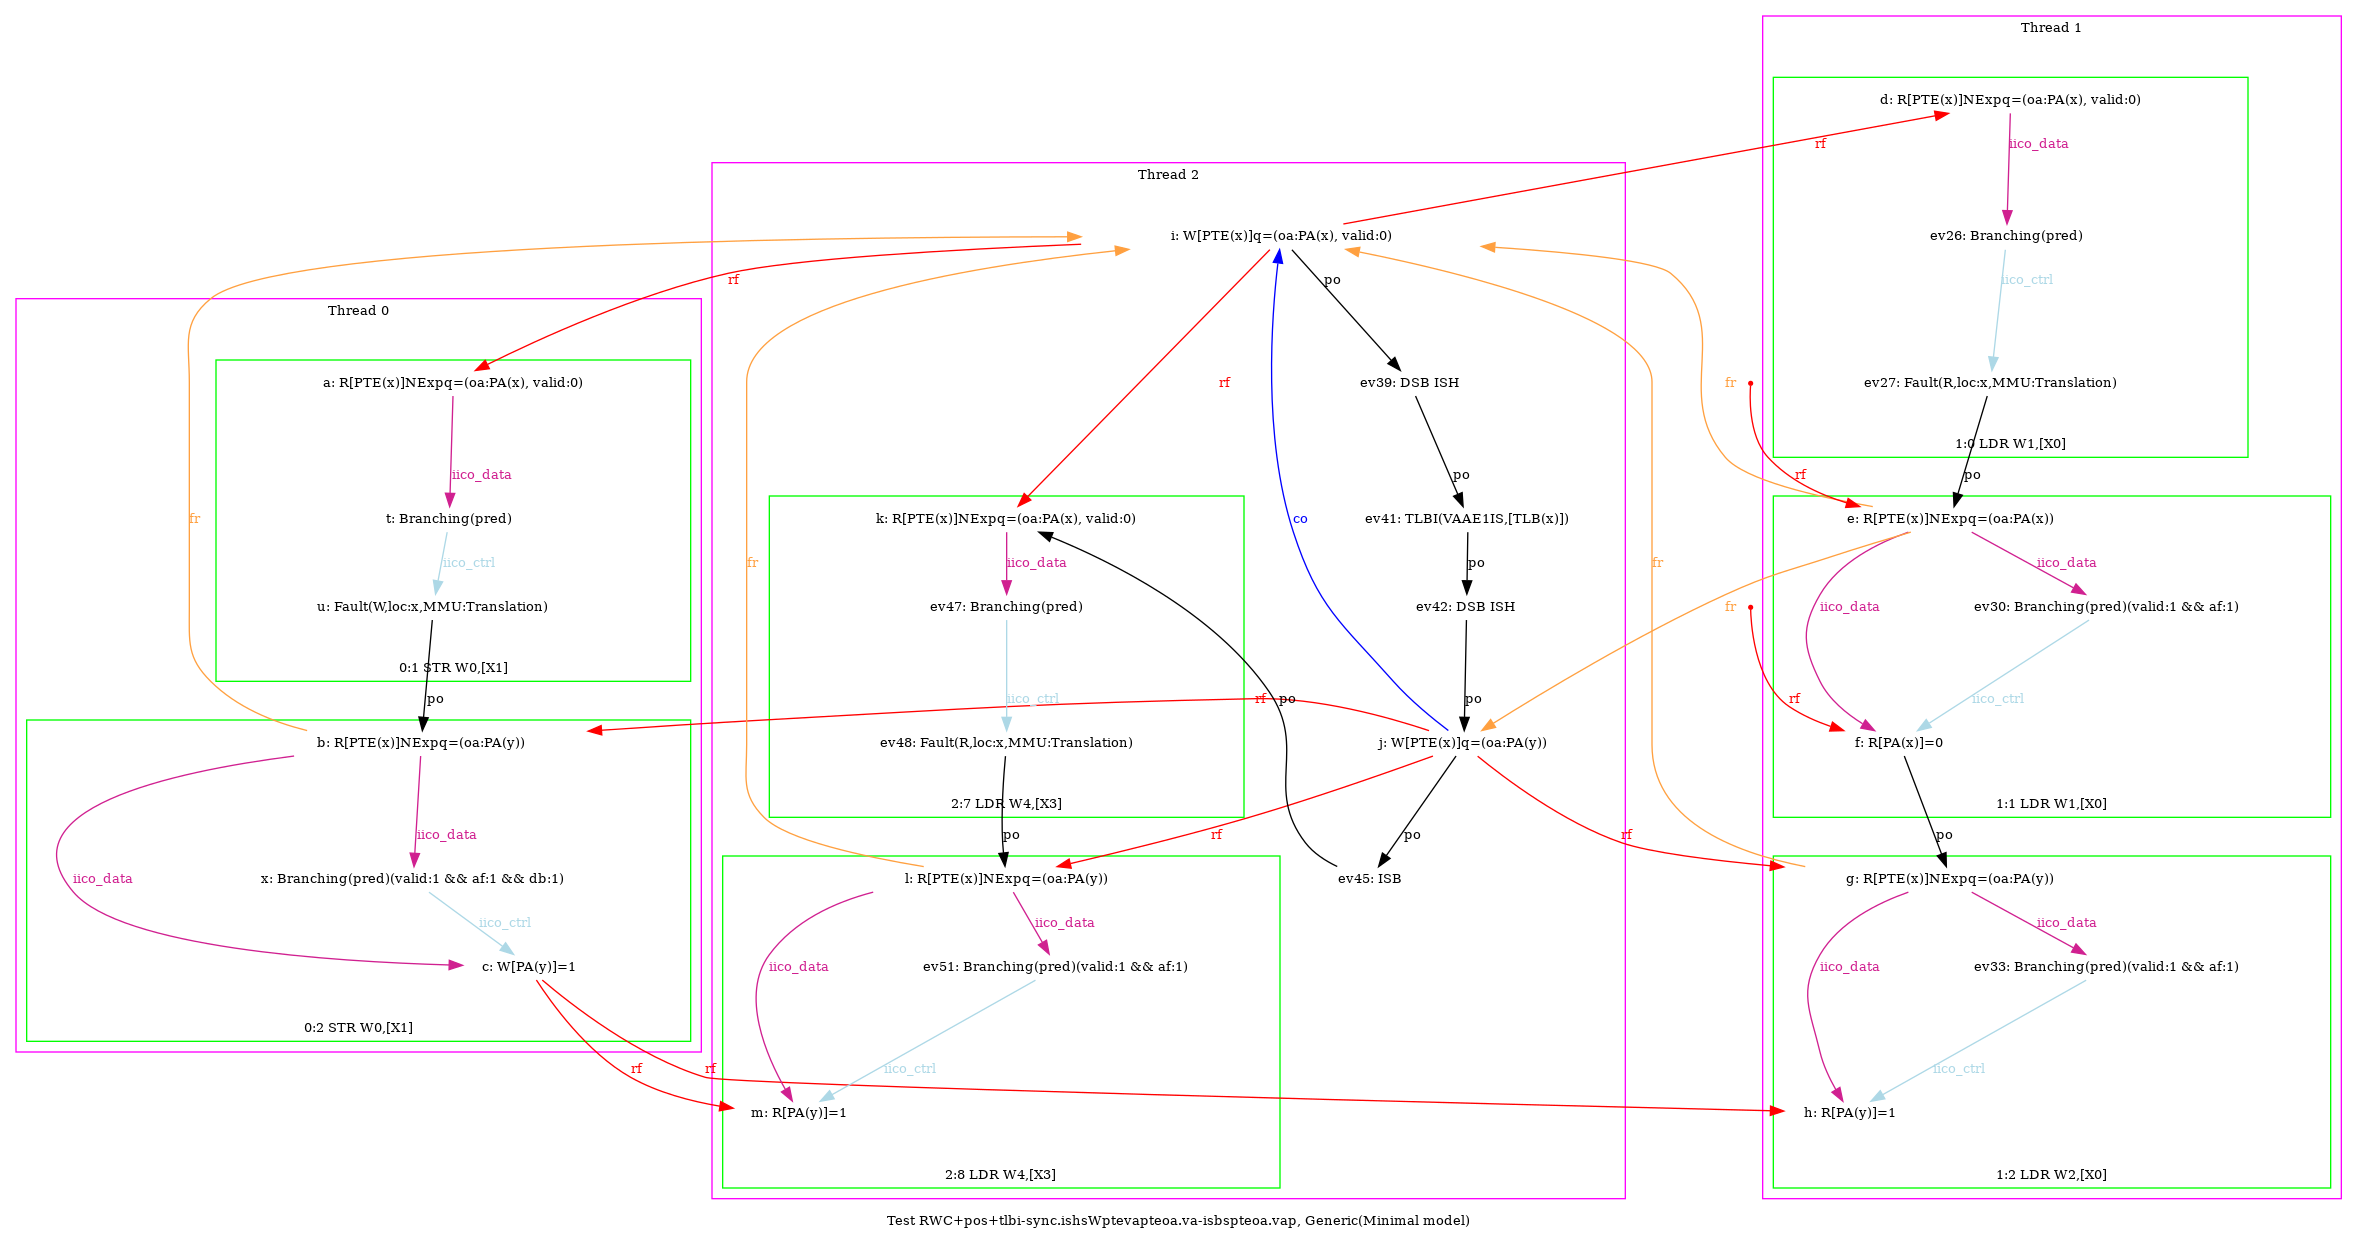 Thread 1
d: R[PTE(x)]NExpq=(oa:PA(x), valid:0)
rf
iico_data
Thread 2
i: W[PTE(x)]q=(oa:PA(x), valid:0)
ev26: Branching(pred)
rf
po
iico_ctrl
Thread 0
a: R[PTE(x)]NExpq=(oa:PA(x), valid:0)
rf
ev39: DSB ISH
fr
ev27: Fault(R,loc:x,MMU:Translation)
1:0 LDR W1,[X0]
iico_data
po
rf
po
fr
t: Branching(pred)
k: R[PTE(x)]NExpq=(oa:PA(x), valid:0)
co
ev41: TLBI(VAAE1IS,[TLB(x)])
e: R[PTE(x)]NExpq=(oa:PA(x))
iico_ctrl
fr
iico_data
po
fr
iico_data
u: Fault(W,loc:x,MMU:Translation)
ev47: Branching(pred)
ev42: DSB ISH
fr
iico_data
ev30: Branching(pred)(valid:1 && af:1)
0:1 STR W0,[X1]
po
iico_ctrl
rf
po
po
rf
iico_ctrl
b: R[PTE(x)]NExpq=(oa:PA(y))
ev48: Fault(R,loc:x,MMU:Translation)
j: W[PTE(x)]q=(oa:PA(y))
f: R[PA(x)]=0
2:7 LDR W4,[X3]
1:1 LDR W1,[X0]
iico_data
po
rf
po
rf
po
iico_data
x: Branching(pred)(valid:1 && af:1 && db:1)
l: R[PTE(x)]NExpq=(oa:PA(y))
ev45: ISB
g: R[PTE(x)]NExpq=(oa:PA(y))
iico_ctrl
iico_data
iico_data
c: W[PA(y)]=1
iico_data
ev51: Branching(pred)(valid:1 && af:1)
iico_data
ev33: Branching(pred)(valid:1 && af:1)
0:2 STR W0,[X1]
rf
rf
iico_ctrl
iico_ctrl
m: R[PA(y)]=1
h: R[PA(y)]=1
2:8 LDR W4,[X3]
1:2 LDR W2,[X0]
Test RWC+pos+tlbi-sync.ishsWptevapteoa.va-isbspteoa.vap, Generic(Minimal model)